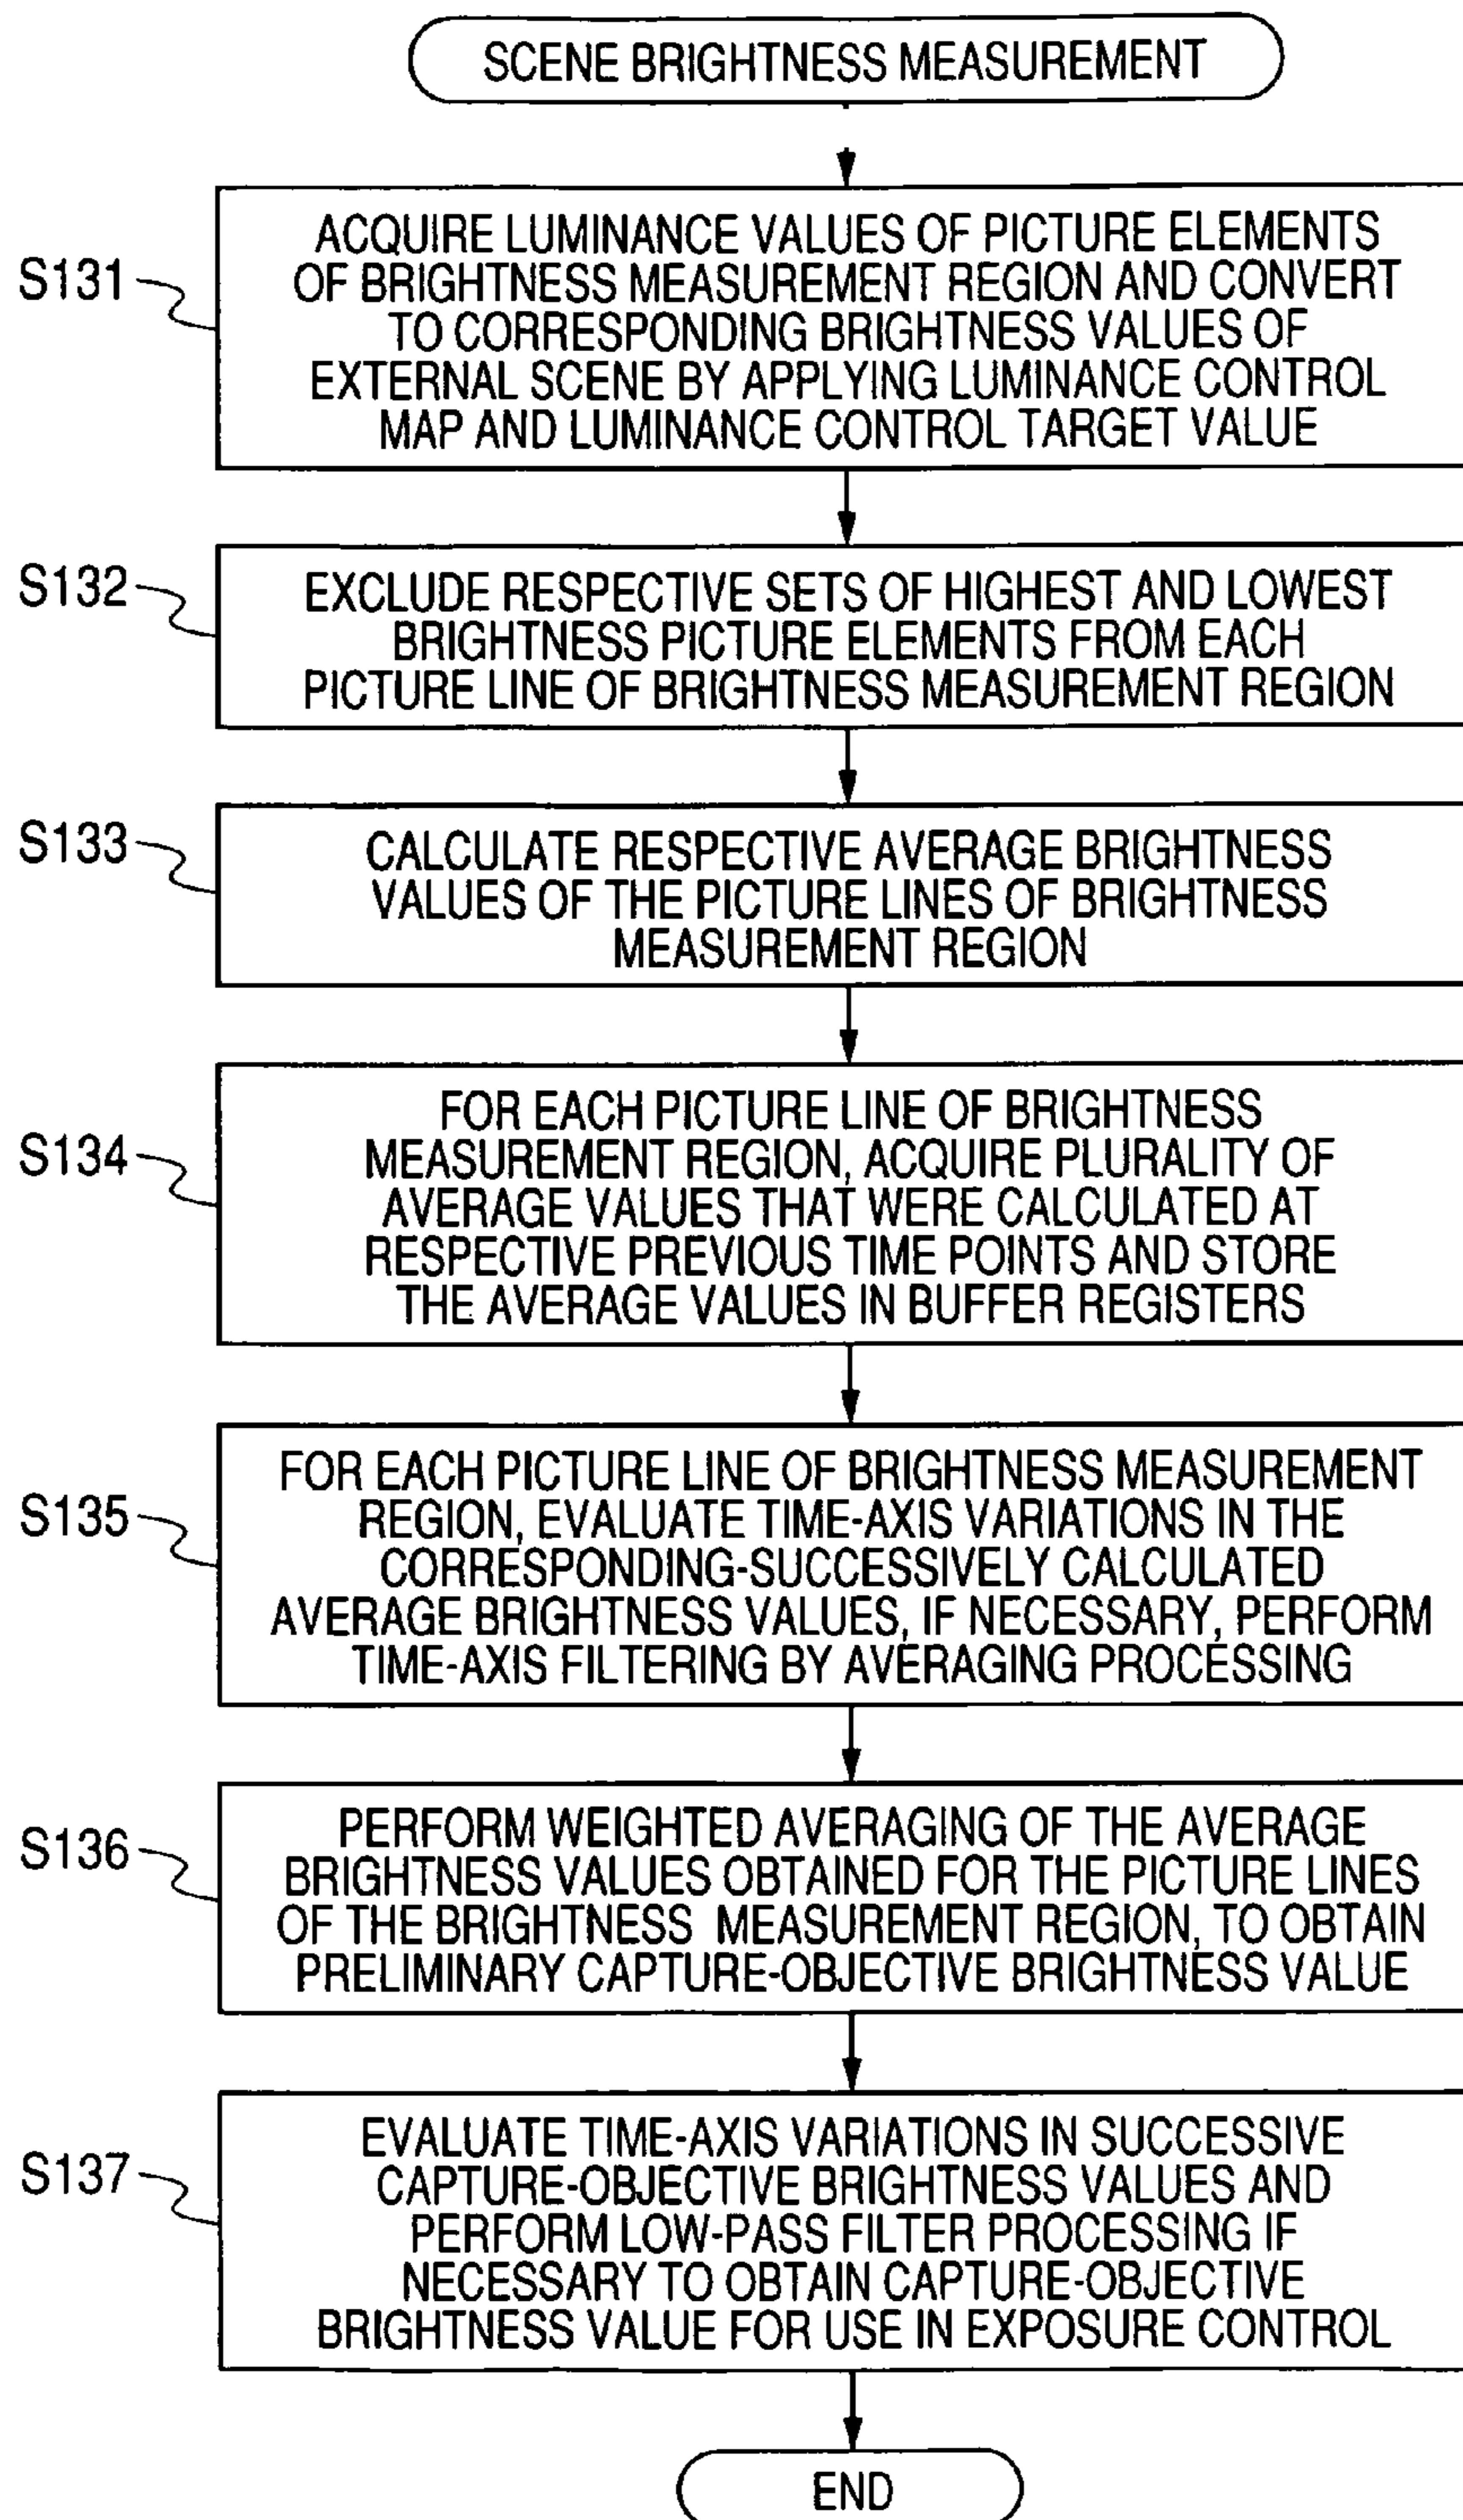 SCENE BRIGHTNESS MEASUREMENT
S131
ACQUIRE LUMINANCE VALUES OF PICTURE ELEMENTS
OF BRIGHTNESS MEASUREMENT REGION AND CONVERT
TO CORRESPONDING BRIGHTNESS VALUES OF
EXTERNAL SCENE BY APPLYING LUMINANCE CONTROL
MAP AND LUMINANCE CONTROL TARGET VALUE
S132
EXCLUDE RESPECTIVE SETS OF HIGHEST AND LOWEST
BRIGHTNESS PICTURE ELEMENTS FROM EACH
PICTURE LINE OF BRIGHTNESS MEASUREMENT REGION
S133
CALCULATE RESPECTIVE AVERAGE BRIGHTNESS
VALUES OF THE PICTURE LINES OF BRIGHTNESS
MEASUREMENT REGION
S134
FOR EACH PICTURE LINE OF BRIGHTNESS
MEASUREMENT REGION, ACQUIRE PLURALITY OF
AVERAGE VALUES THAT WERE CALCULATED AT
RESPECTIVE PREVIOUS TIME POINTS AND STORE
THE AVERAGE VALUES IN BUFFER REGISTERS
S135
FOR EACH PICTURE LINE OF BRIGHTNESS MEASUREMENT
REGION, EVALUATE TIME-AXIS VARIATIONS IN THE
CORRESPONDING-SUCCESSIVELY CALCULATED
AVERAGE BRIGHTNESS VALUES, IF NECESSARY, PERFORM
TIME-AXIS FILTERING BY AVERAGING PROCESSING
S136
PERFORM WEIGHTED AVERAGING OF THE AVERAGE
BRIGHTNESS VALUES OBTAINED FOR THE PICTURE LINES
OF THE BRIGHTNESS MEASUREMENT REGION, TO OBTAIN
PRELIMINARY CAPTURE-OBJECTIVE BRIGHTNESS VALUE
S137
EVALUATE TIME-AXIS VARIATIONS IN SUCCESSIVE
CAPTURE-OBJECTIVE BRIGHTNESS VALUES AND
PERFORM LOW-PASS FILTER PROCESSING IF
NECESSARY TO OBTAIN CAPTURE-OBJECTIVE
BRIGHTNESS VALUE FOR USE IN EXPOSURE CONTROL
END